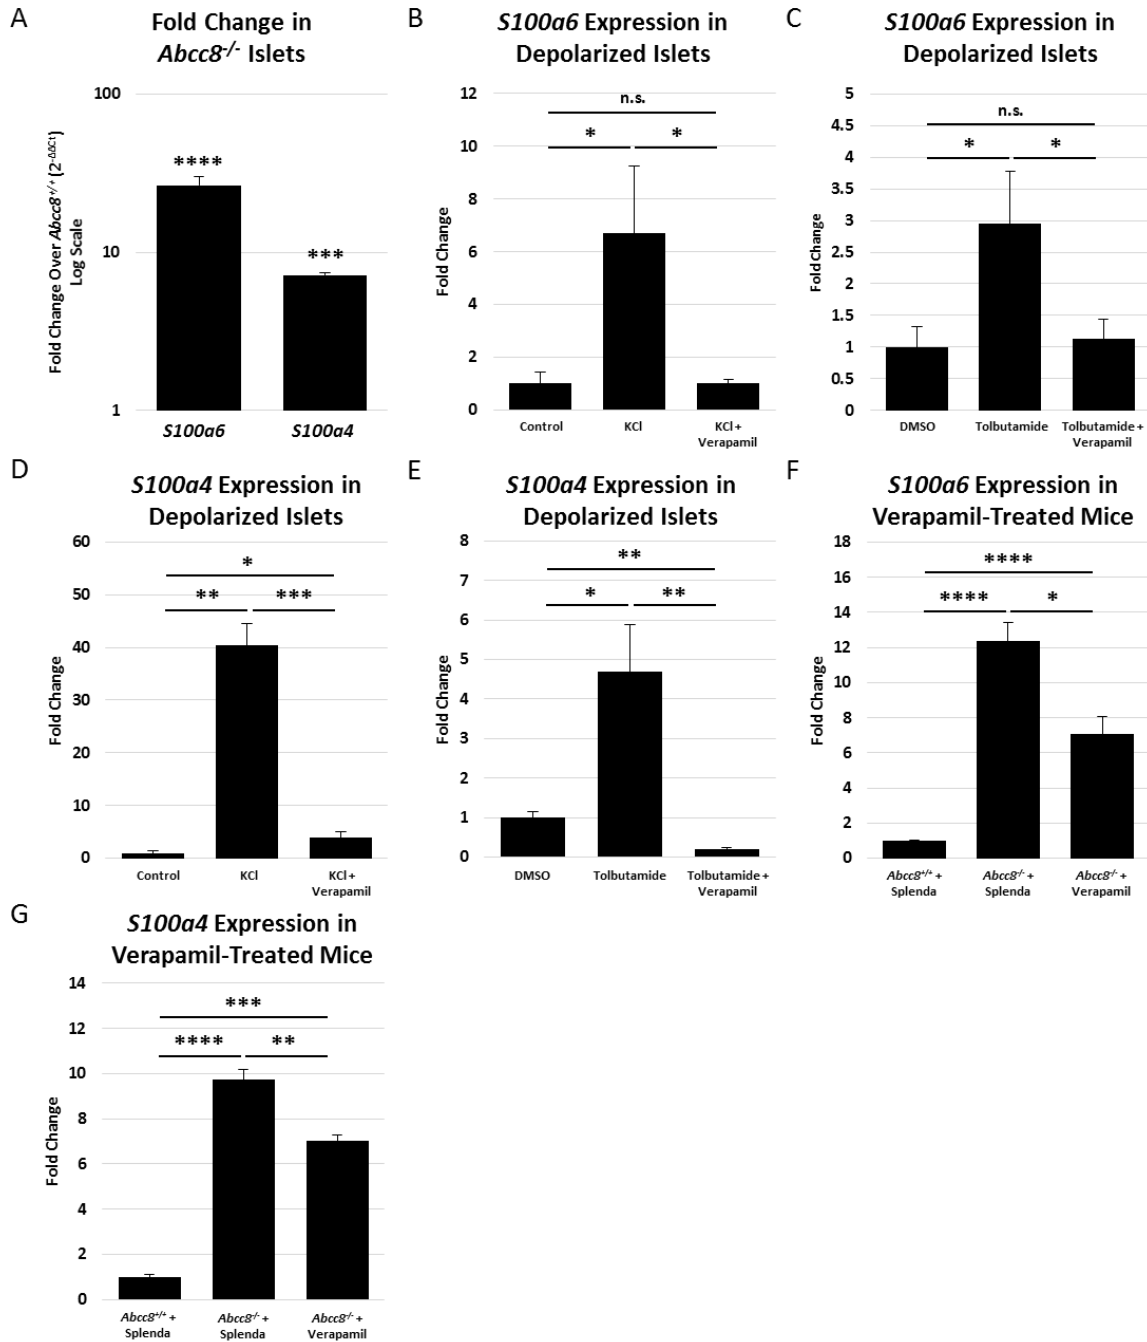 A
Fold Change in
Abcc8-/- Islets
Fold Change Over Abcc8+/+ (2-ΔΔCt)
Log Scale
100
10
1
****
***
S100a6
S100a4
B
S100a6 Expression in
Depolarized Islets
Fold Change
12
10
8
6
4
2
0
n.s.
*
*
Control
KCl
KCl +
Verapamil
C
S100a6 Expression in
Depolarized Islets
Fold Change
5
4.5
4
3.5
3
2.5
2
1.5
1
0.5
0
n.s.
*
*
DMSO
Tolbutamide
Tolbutamide +
Verapamil
D
S100a4 Expression in
Depolarized Islets
Fold Change
60
50
40
30
20
10
0
*
**
***
Control
KCl
KCl +
Verapamil
E
S100a4 Expression in
Depolarized Islets
Fold Change
8
7
6
5
4
3
2
1
0
**
*
**
DMSO
Tolbutamide
Tolbutamide +
Verapamil
F
S100a6 Expression in
Verapamil-Treated Mice
Fold Change
18
16
14
12
10
8
6
4
2
0
****
****
*
Abcc8+/+ +
Splenda
Abcc8-/- +
Splenda
Abcc8-/- +
Verapamil
G
S100a4 Expression in
Verapamil-Treated Mice
Fold Change
14
12
10
8
6
4
2
0
***
****
**
Abcc8+/+ +
Splenda
Abcc8-/- +
Splenda
Abcc8-/- +
Verapamil